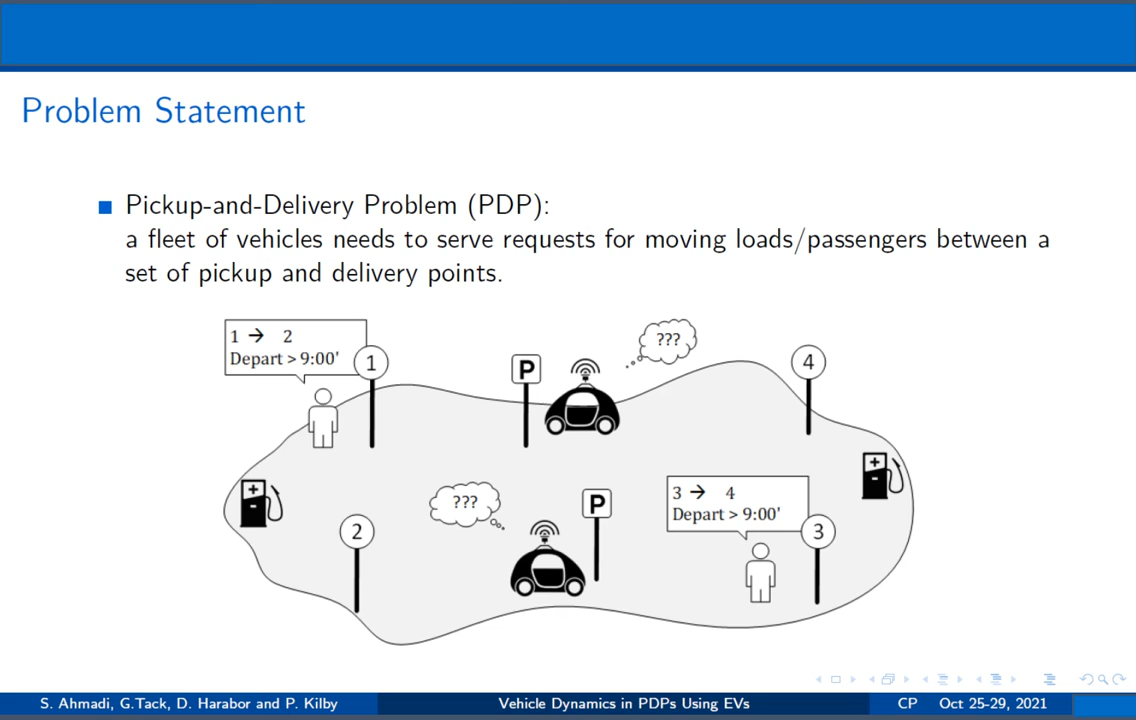 Problem Statement
Pickup-and-Delivery Problem (PDP):
a fleet of vehicles needs to serve requests for moving loads/passengers between a
set of pickup and delivery points.
1 → 2
Depart > 9:00'
1
P
???
4
???
P
2
3 → 4
Depart > 9:00'
3
S. Ahmadi, G.Tack, D. Harabor and P. Kilby
Vehicle Dynamics in PDPs Using EVs
CP Oct 25-29, 2021